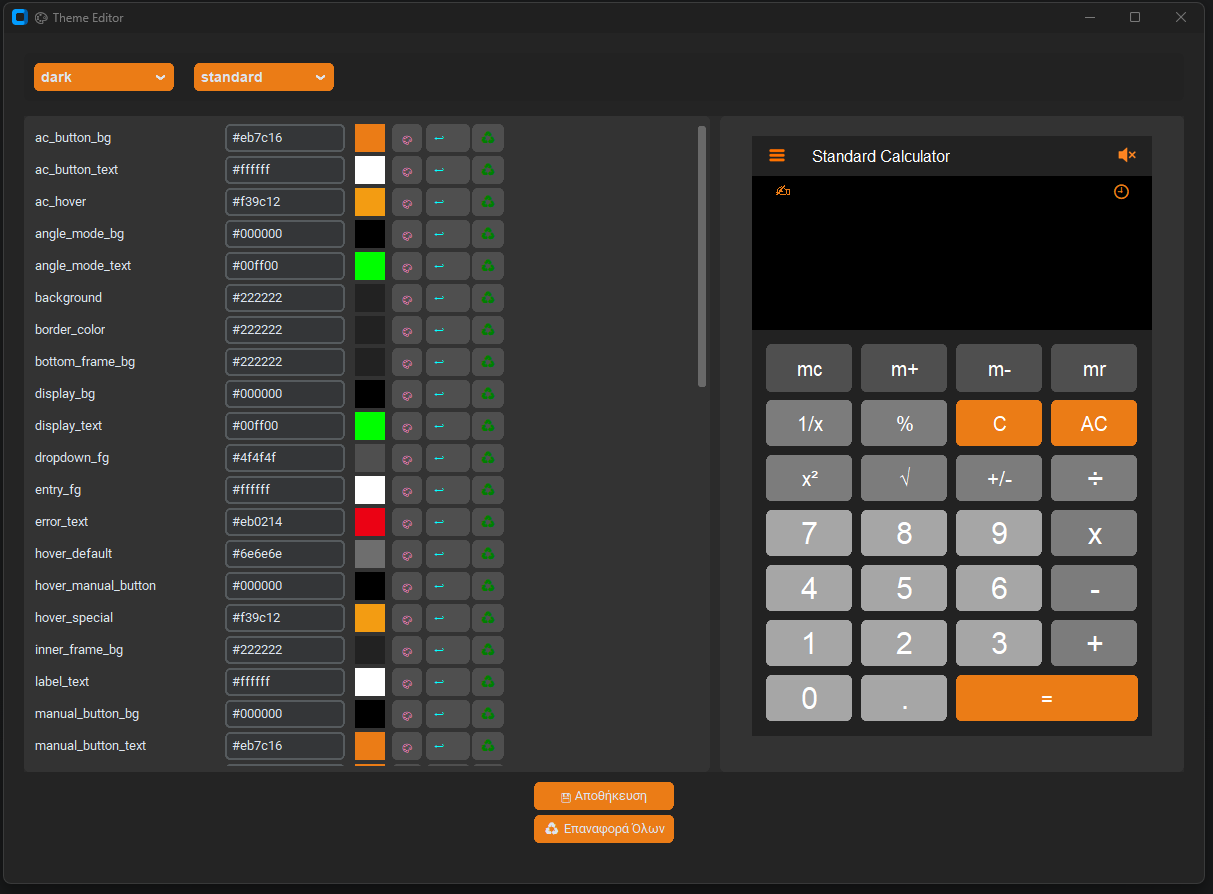 Theme Editor
dark standard
ac_button_bg #eb7c16
ac_button_text #ffffff
ac_hover #f39c12
angle_mode_bg #000000
angle_mode_text #00ff00
background #222222
border_color #222222
bottom_frame_bg #222222
display_bg #000000
display_text #00ff00
dropdown_fg #4f4f4f
entry_fg #ffffff
error_text #eb0214
hover_default #6e6e6e
hover_manual_button #000000
hover_special #f39c12
inner_frame_bg #222222
label_text #ffffff
manual_button_bg #000000
manual_button_text #eb7c16
Standard Calculator
mc m+ m- mr
1/x % C AC
x² √ +/- ÷
7 8 9 x
4 5 6 -
1 2 3 +
0 . =
Αποθήκευση
Επαναφορά Όλων